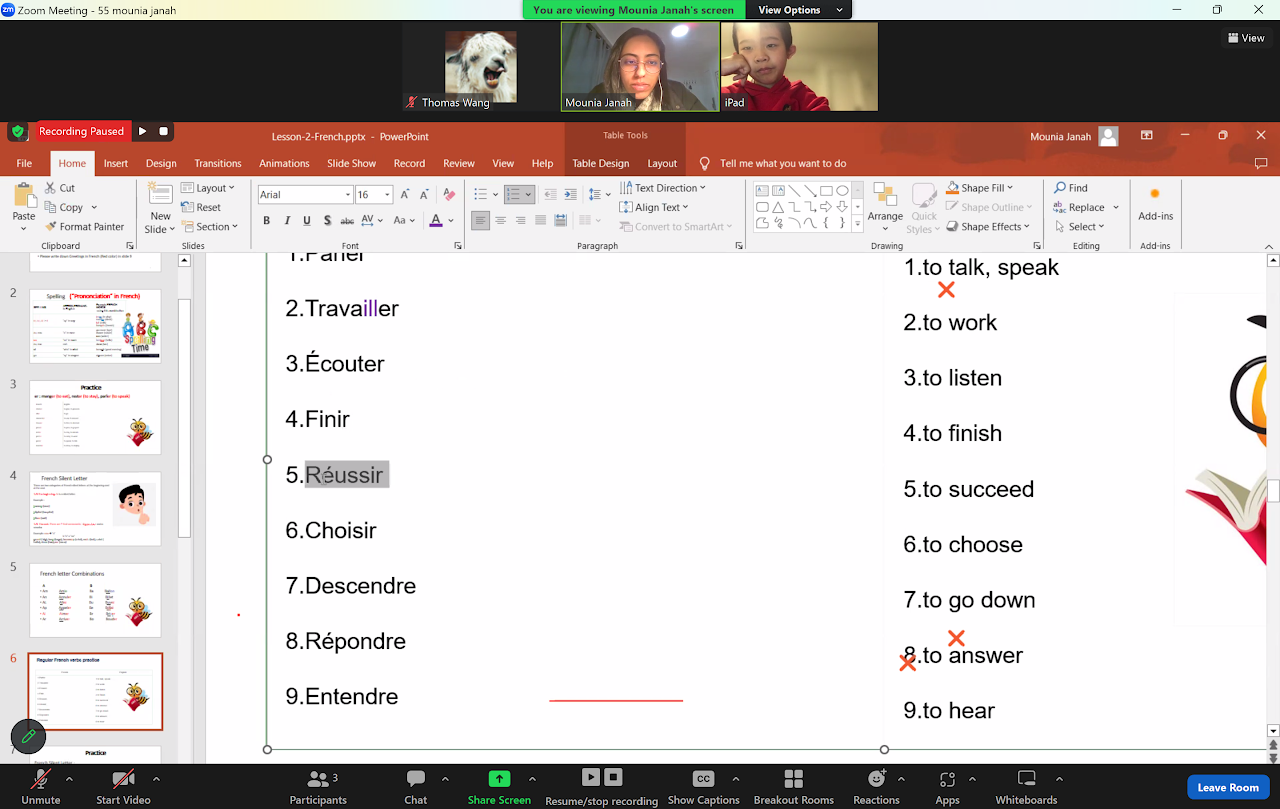 zm Zoom Meeting - 55 mounia janah
You are viewing Mounia Janah's screen
View Options
View
Thomas Wang
Mounia Janah
iPad
Recording Paused
Lesson-2-French.pptx - PowerPoint
Table Tools
Mounia Janah
File Home Insert Design Transitions Animations Slide Show Record Review View Help Table Design Layout Tell me what you want to do
Paste
Cut
Copy
Format Painter
Clipboard
New Slide
Layout
Reset
Section
Slides
Arial 16
B I U S abc AV Aa A
Font
Text Direction
Align Text
Convert to SmartArt
Paragraph
Arrange
Quick Styles
Shape Fill
Shape Outline
Shape Effects
Drawing
Find
Replace
Select
Editing
Add-ins
Add-ins
2
Spelling ("Prononciation" in French)
3
Practice
4
French Silent Letter
5
French letter Combinations
6
Regular French verbs practice
7
Practice
1.Parler
2.Travailler
3.Écouter
4.Finir
5.Réussir
6.Choisir
7.Descendre
8.Répondre
9.Entendre
1.to talk, speak
2.to work
3.to listen
4.to finish
5.to succeed
6.to choose
7.to go down
8.to answer
9.to hear
Unmute
Start Video
3
Participants
Chat
Share Screen
Resume/stop recording
CC
Show Captions
Breakout Rooms
Reactions
Apps
Whiteboards
Leave Room